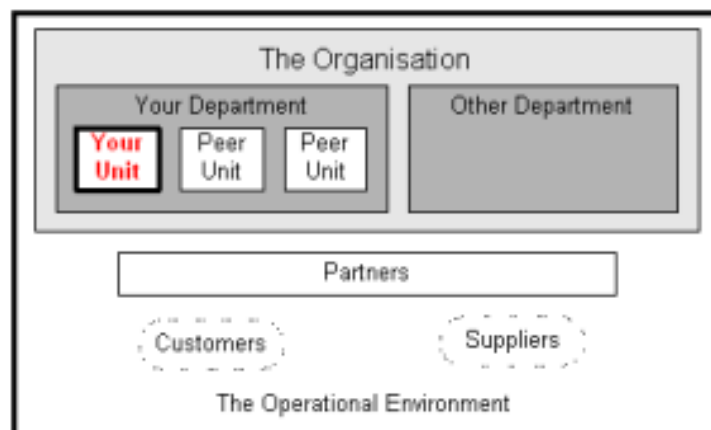 The Organisation
Your Department
Other Department
Your
Unit
Peer
Unit
Peer
Unit
Partners
Customers
Suppliers
The Operational Environment